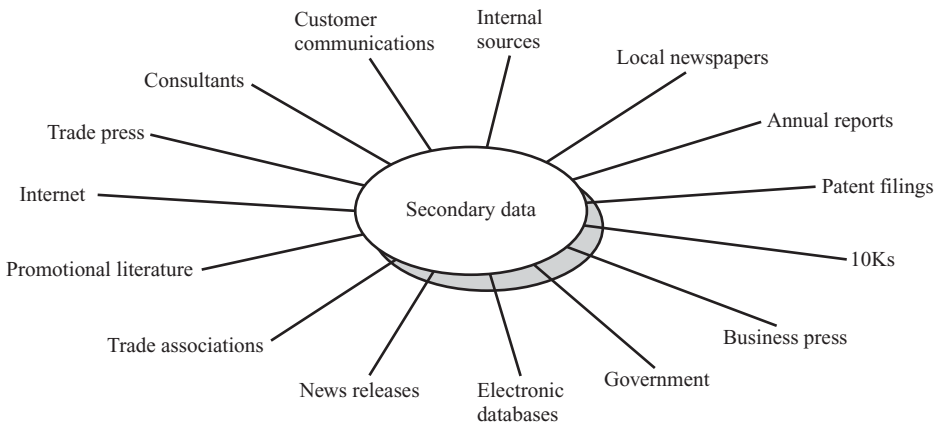 Customer
communications
Internal
sources
Local newspapers
Consultants
Annual reports
Trade press
Patent filings
Internet
Secondary data
10Ks
Promotional literature
Business press
Trade associations
Government
News releases
Electronic
databases